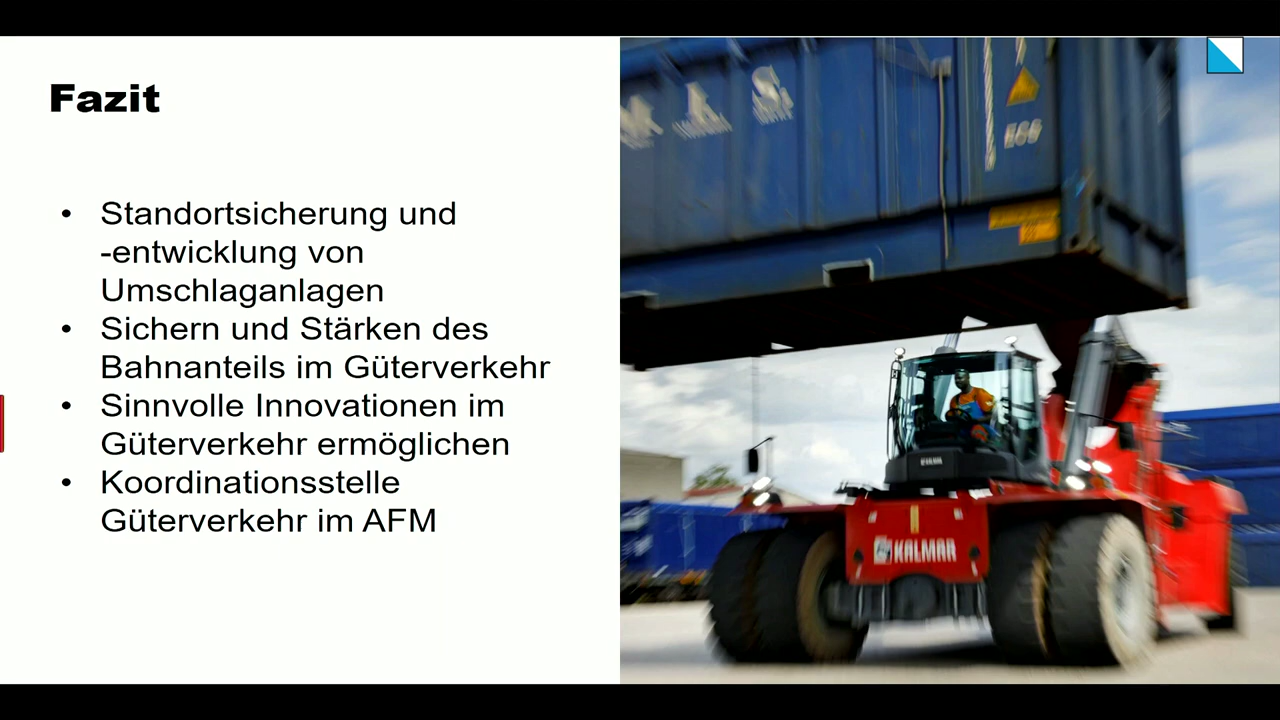 Fazit
• Standortsicherung und
-entwicklung von
Umschlaganlagen
• Sichern und Stärken des
Bahnanteils im Güterverkehr
• Sinnvolle Innovationen im
Güterverkehr ermöglichen
• Koordinationsstelle
Güterverkehr im AFM
KALMAR